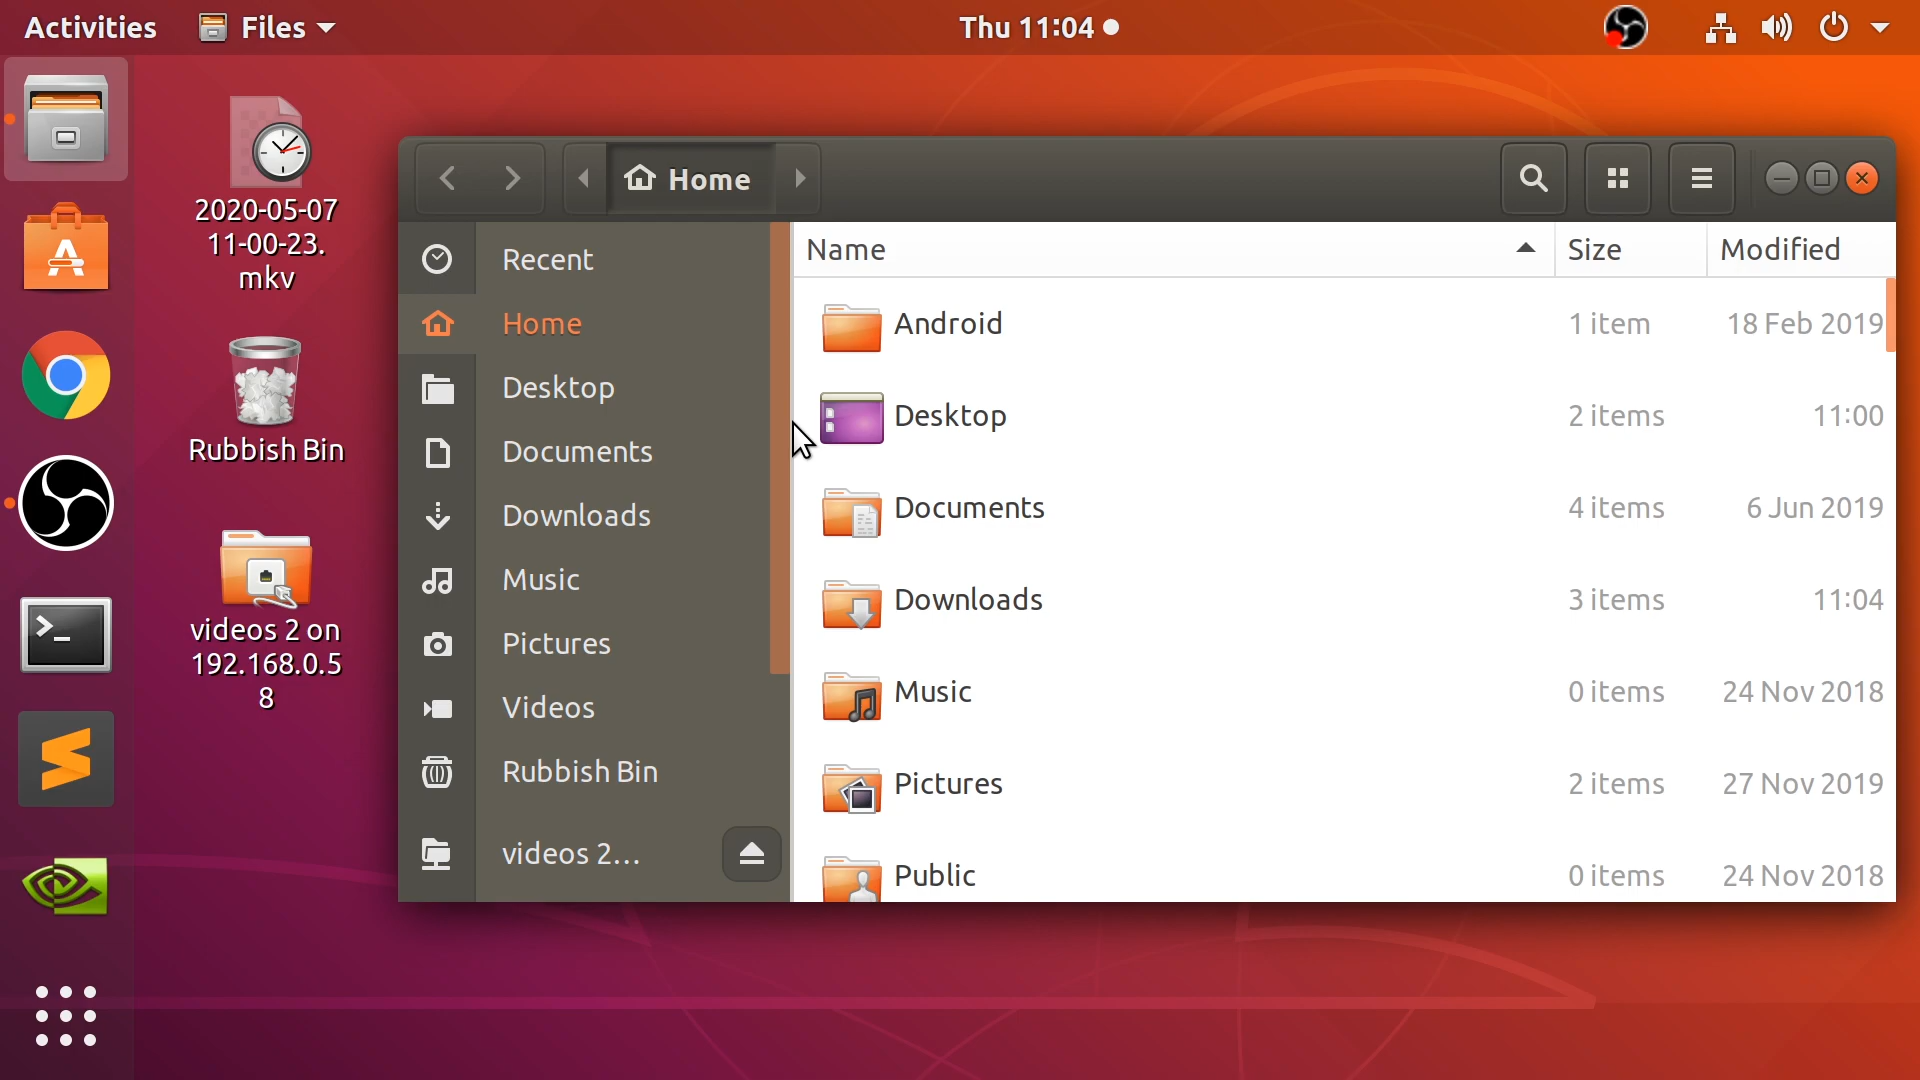 Activities
Files
Thu 11:04
2020-05-07
11-00-23.
mkv
Rubbish Bin
videos 2 on
192.168.0.5
8
Home
Recent
Home
Desktop
Documents
Downloads
Music
Pictures
Videos
Rubbish Bin
videos 2...
Name Size Modified
Android 1 item 18 Feb 2019
Desktop 2 items 11:00
Documents 4 items 6 Jun 2019
Downloads 3 items 11:04
Music 0 items 24 Nov 2018
Pictures 2 items 27 Nov 2019
Public 0 items 24 Nov 2018